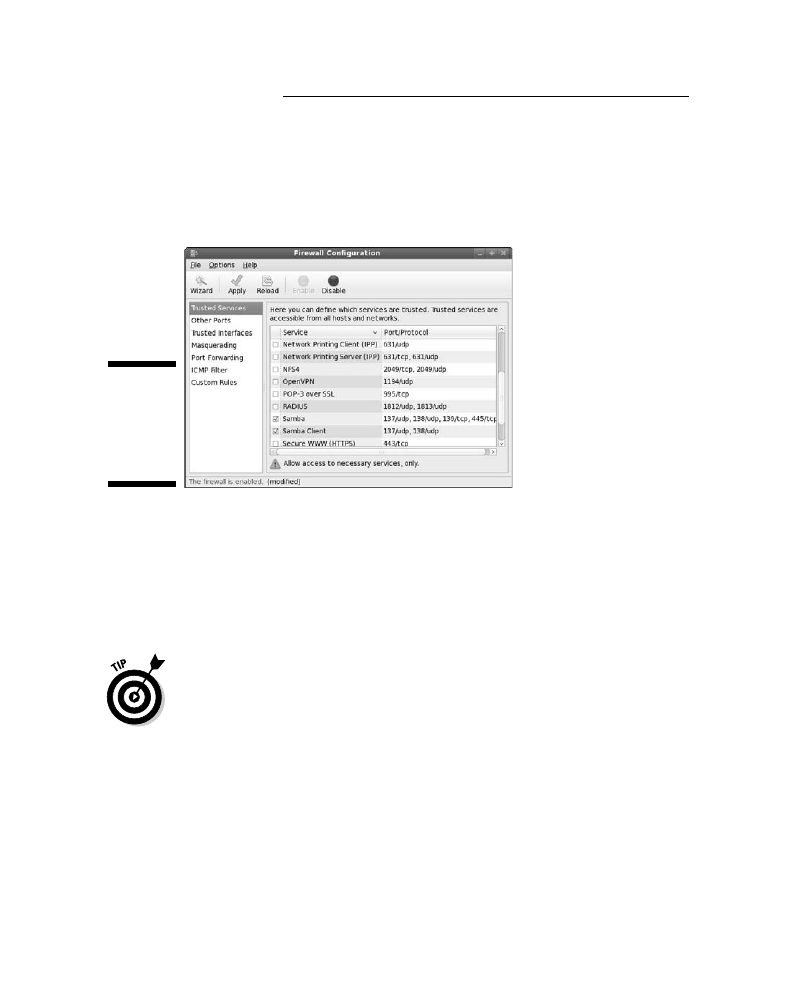 Firewall Configuration
File Options Help
Wizard Apply Reload Enable Disable
Trusted Services
Other Ports
Trusted Interfaces
Masquerading
Port Forwarding
ICMP Filter
Custom Rules
Here you can define which services are trusted. Trusted services are
accessible from all hosts and networks.
Service Port/Protocol
Network Printing Client (IPP) 631/udp
Network Printing Server (IPP) 631/tcp, 631/udp
NFS4 2049/tcp, 2049/udp
OpenVPN 1194/udp
POP-3 over SSL 995/tcp
RADIUS 1812/udp, 1813/udp
Samba 137/udp, 138/udp, 139/tcp, 445/tcp
Samba Client 137/udp, 138/udp
Secure WWW (HTTPS) 443/tcp
Allow access to necessary services, only.
The firewall is enabled. (modified)
TIP